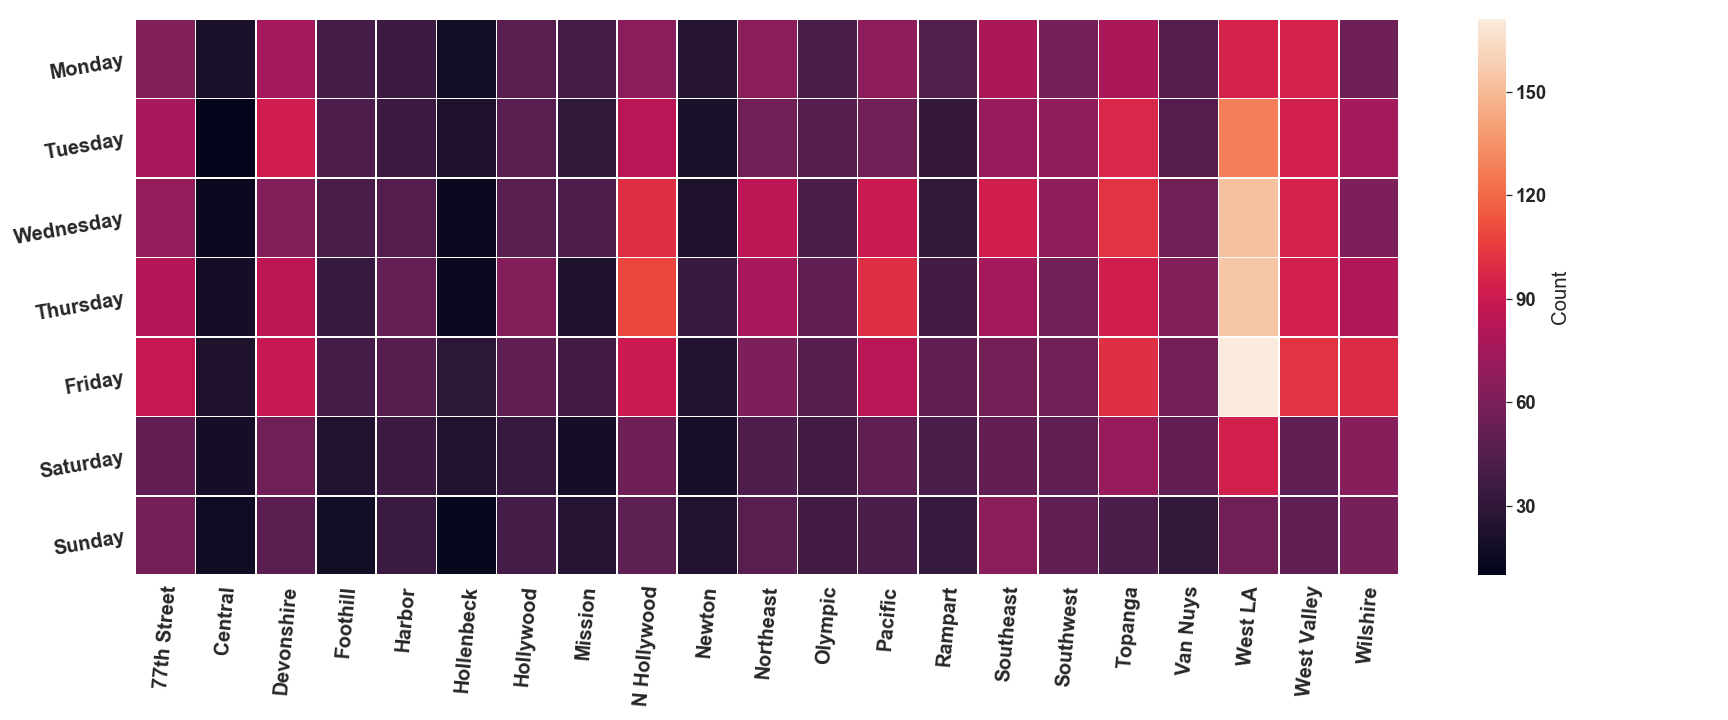 Monday
Tuesday
Wednesday
Thursday
Friday
Saturday
Sunday
77th Street
Central
Devonshire
Foothill
Harbor
Hollenbeck
Hollywood
Mission
N Hollywood
Newton
Northeast
Olympic
Pacific
Rampart
Southeast
Southwest
Topanga
Van Nuys
West LA
West Valley
Wilshire
150
120
90
60
30
Count